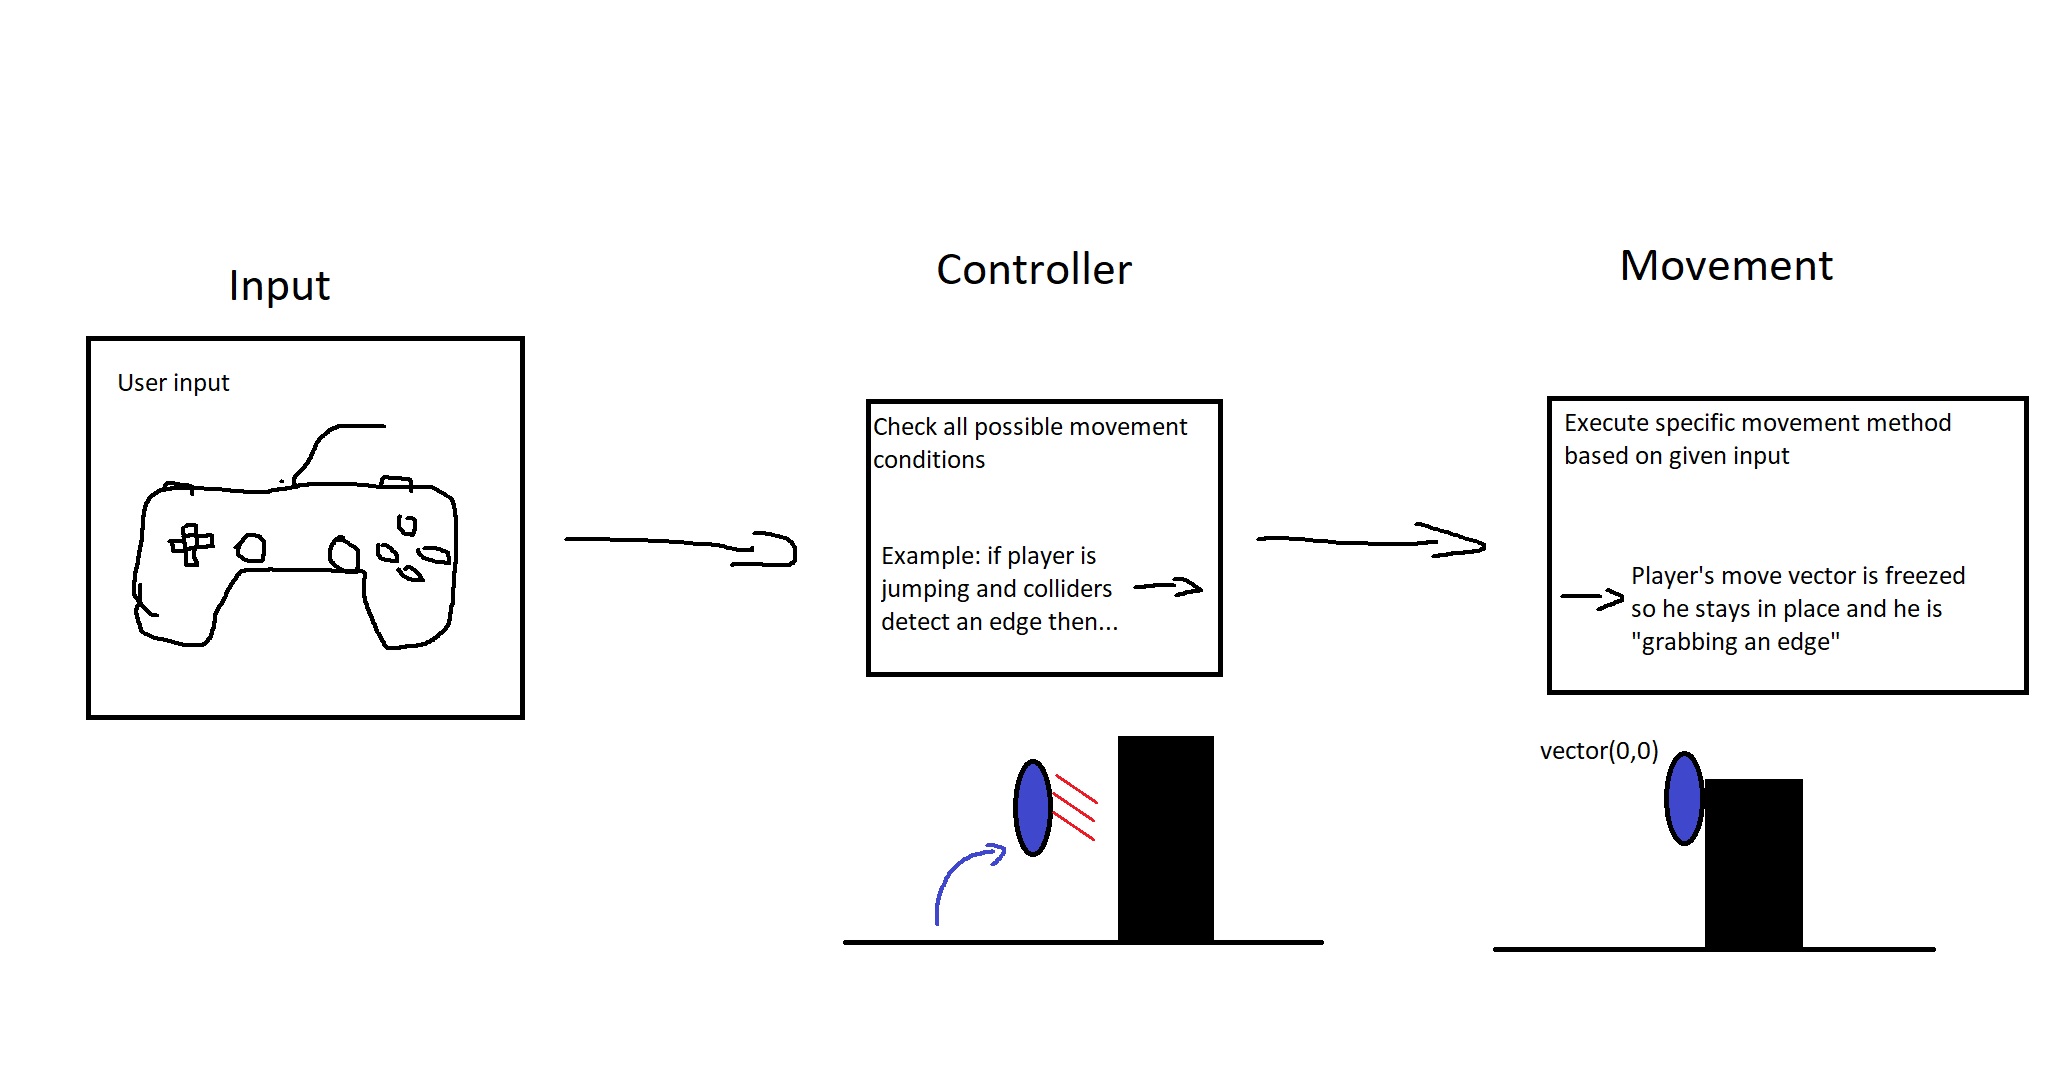 Input
User input
Controller
Check all possible movement
conditions
Example: if player is
jumping and colliders
detect an edge then...
Movement
Execute specific movement method
based on given input
Player's move vector is freezed
so he stays in place and he is
"grabbing an edge"
vector(0,0)